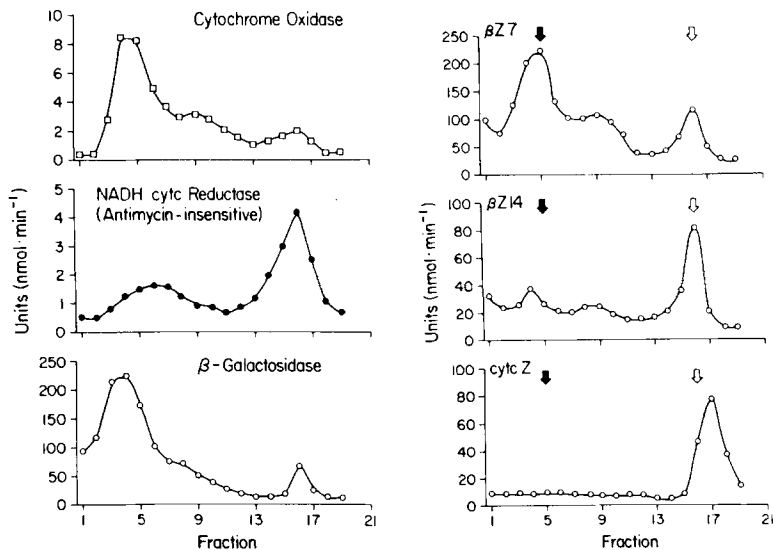 Cytochrome Oxidase
10
8
6
4
2
0
NADH cytc Reductase
(Antimycin-insensitive)
5
4
3
2
1
0
Units (nmol·min⁻¹)
β-Galactosidase
250
200
150
100
50
0
1 5 9 13 17 21
Fraction
βZ7
250
200
150
100
50
0
βZ14
100
80
60
40
20
0
Units (nmol·min⁻¹)
cytc Z
100
80
60
40
20
0
1 5 9 13 17 21
Fraction